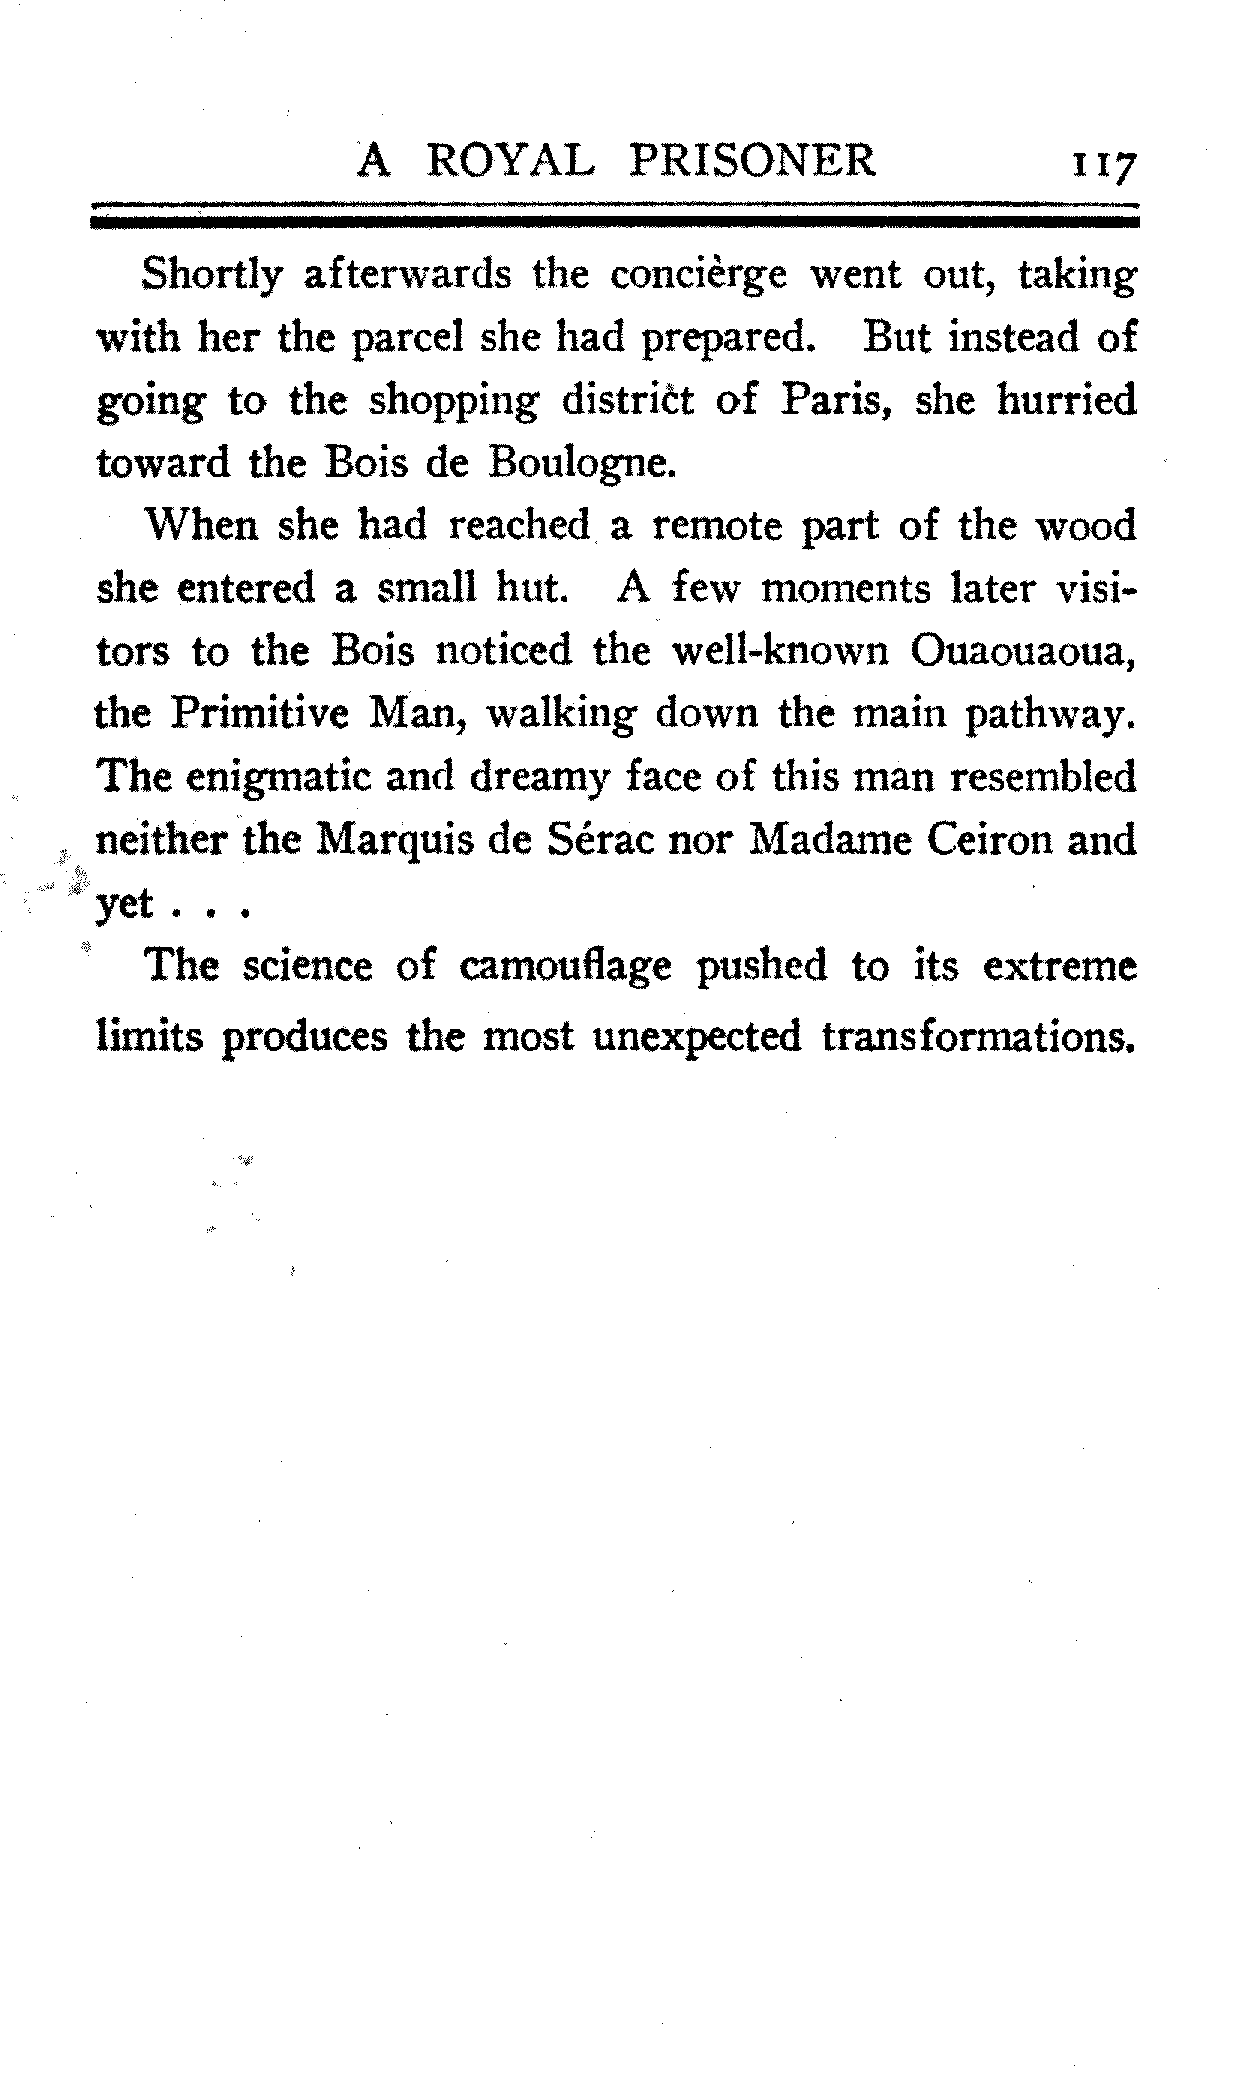 A ROYAL PRISONER 117
Shortly afterwards the concièrge went out, taking
with her the parcel she had prepared. But instead of
going to the shopping district of Paris, she hurried
toward the Bois de Boulogne.
When she had reached a remote part of the wood
she entered a small hut. A few moments later visi-
tors to the Bois noticed the well-known Ouaouaoua,
the Primitive Man, walking down the main pathway.
The enigmatic and dreamy face of this man resembled
neither the Marquis de Sérac nor Madame Ceiron and
yet . . .
The science of camouflage pushed to its extreme
limits produces the most unexpected transformations.